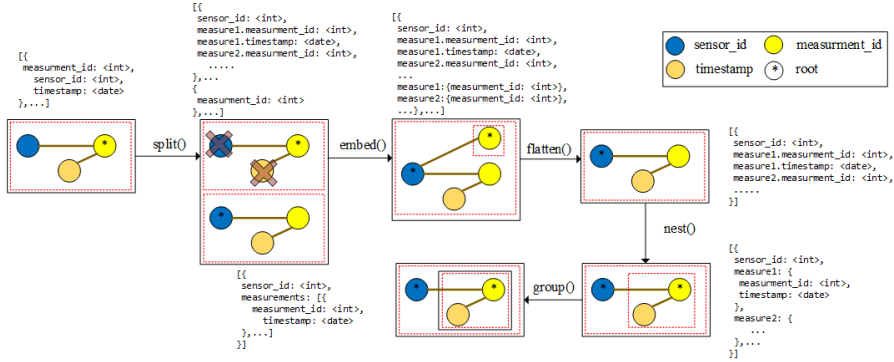 [{
measurment_id: <int>,
sensor_id: <int>,
timestamp: <date>
},...]
[{
sensor_id: <int>,
measure1.measurment_id: <int>,
measure1.timestamp: <date>,
measure2.measurment_id: <int>,
.....
},...
{
measurment_id: <int>
},...]
[{
sensor_id: <int>,
measure1.measurment_id: <int>,
measure1.timestamp: <date>,
measure2.measurment_id: <int>,
...
measure1:{measurment_id: <int>},
measure2:{measurment_id: <int>},
...},...]
sensor_id
measurment_id
timestamp
* root
*
split()
*
*
embed()
*
*
flatten()
*
[{
sensor_id: <int>,
measure1.measurment_id: <int>,
measure1.timestamp: <date>,
measure2.measurment_id: <int>,
.....
}]
nest()
[{
sensor_id: <int>,
measurements: [{
measurment_id: <int>,
timestamp: <date>
},...]
}]
* *
group()
* *
[{
sensor_id: <int>,
measure1: {
measurment_id: <int>,
timestamp: <date>
},
measure2: {
...
},...
}]